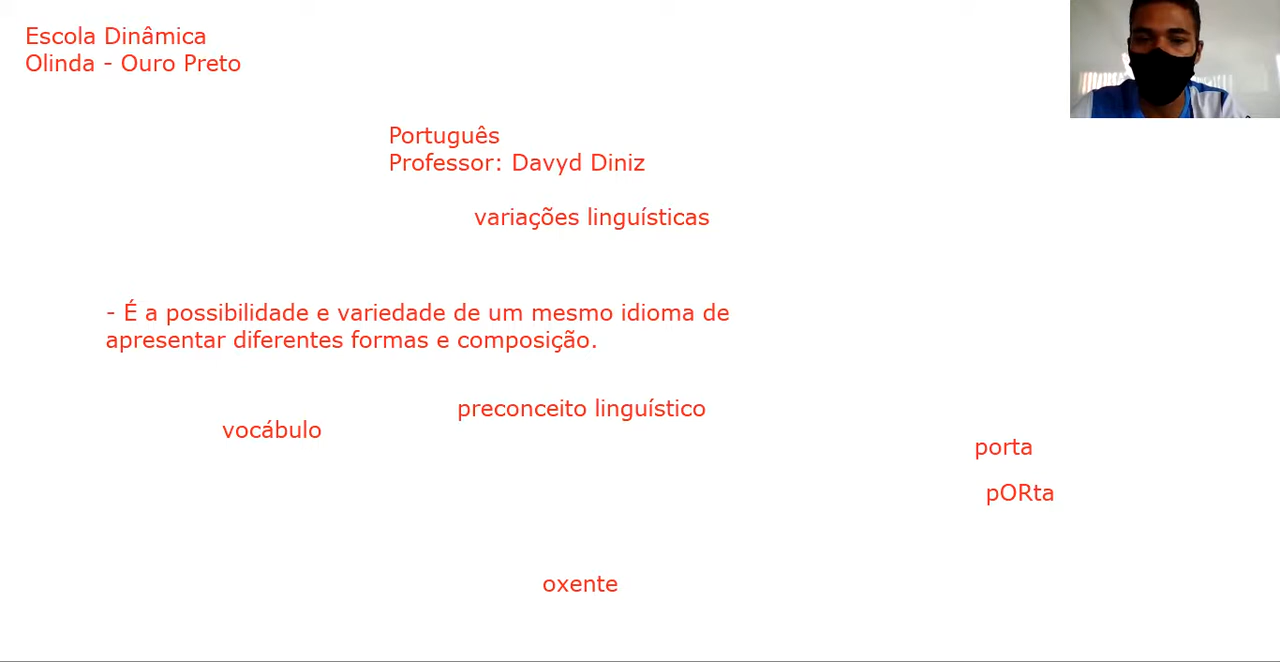 Escola Dinâmica
Olinda - Ouro Preto
Português
Professor: Davyd Diniz
variações linguísticas
- É a possibilidade e variedade de um mesmo idioma de
apresentar diferentes formas e composição.
preconceito linguístico
vocábulo
porta
pORta
oxente